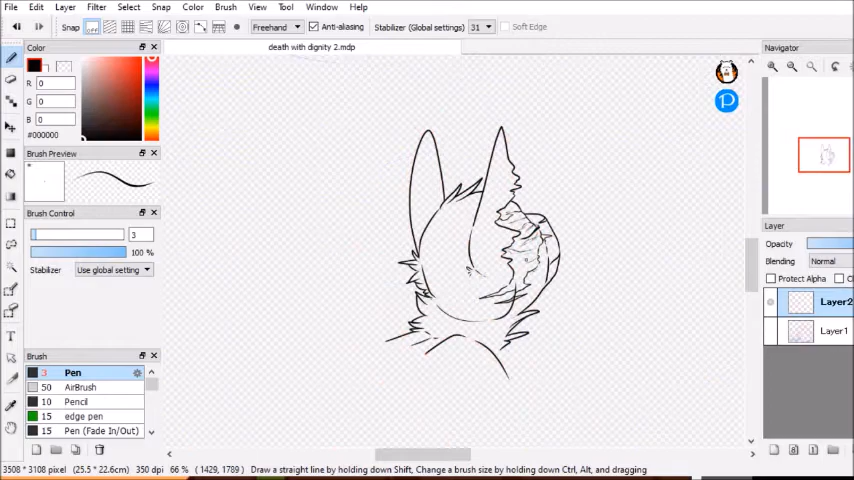 File Edit View Layer Select Snap Color Brush Tool Window Help
Snap off Freehand Anti-aliasing Stabilizer (Global settings) 31 Soft Edge
Color
death with dignity 2.mdp
Navigator
R 0
G 0
B 0
#000000
Brush Preview
Brush Control
3
100 %
Stabilizer Use global setting
Layer
Opacity
Blending Normal
Protect Alpha
Layer2
Layer1
Brush
3 Pen
50 AirBrush
10 Pencil
15 edge pen
15 Pen (Fade In/Out)
3508 * 3108 pixel (25.5 * 22.6cm) 350 dpi 66 % (1429, 1789) Draw a straight line by holding down Shift, Change a brush size by holding down Ctrl, Alt, and dragging